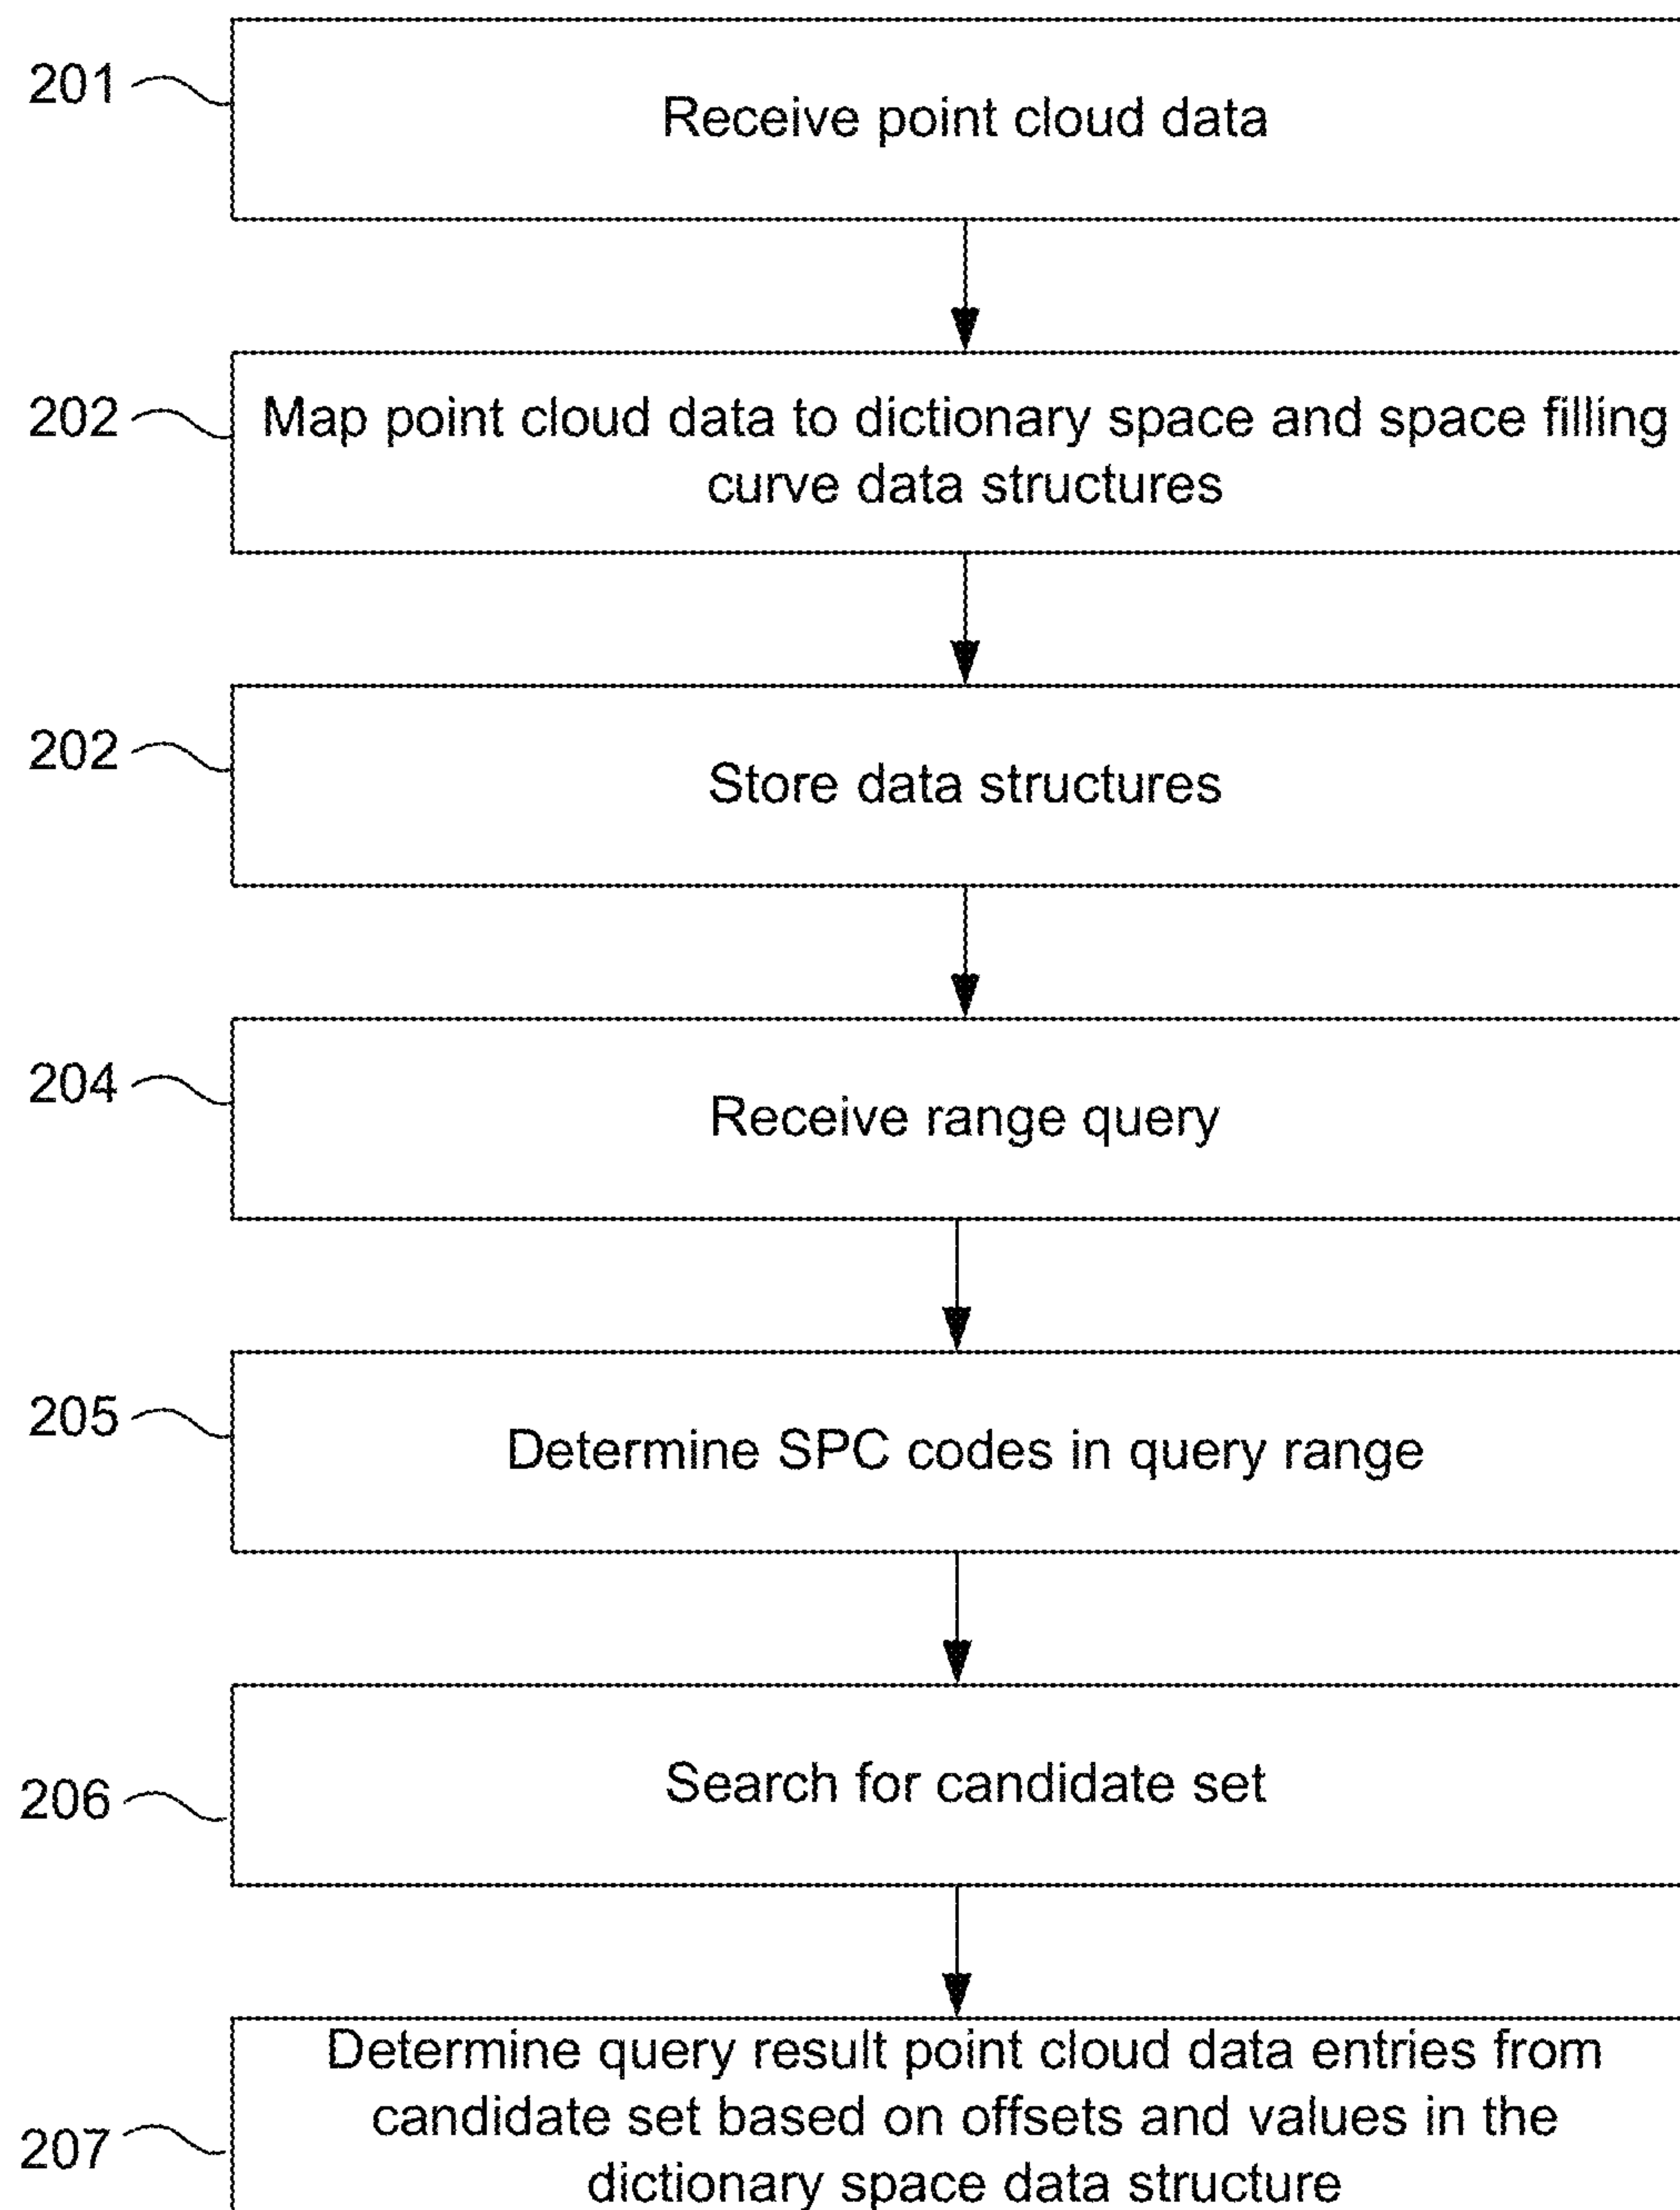 201
Receive point cloud data
202
Map point cloud data to dictionary space and space filling
curve data structures
202
Store data structures
204
Receive range query
205
Determine SPC codes in query range
206
Search for candidate set
207
Determine query result point cloud data entries from
candidate set based on offsets and values in the
dictionary space data structure